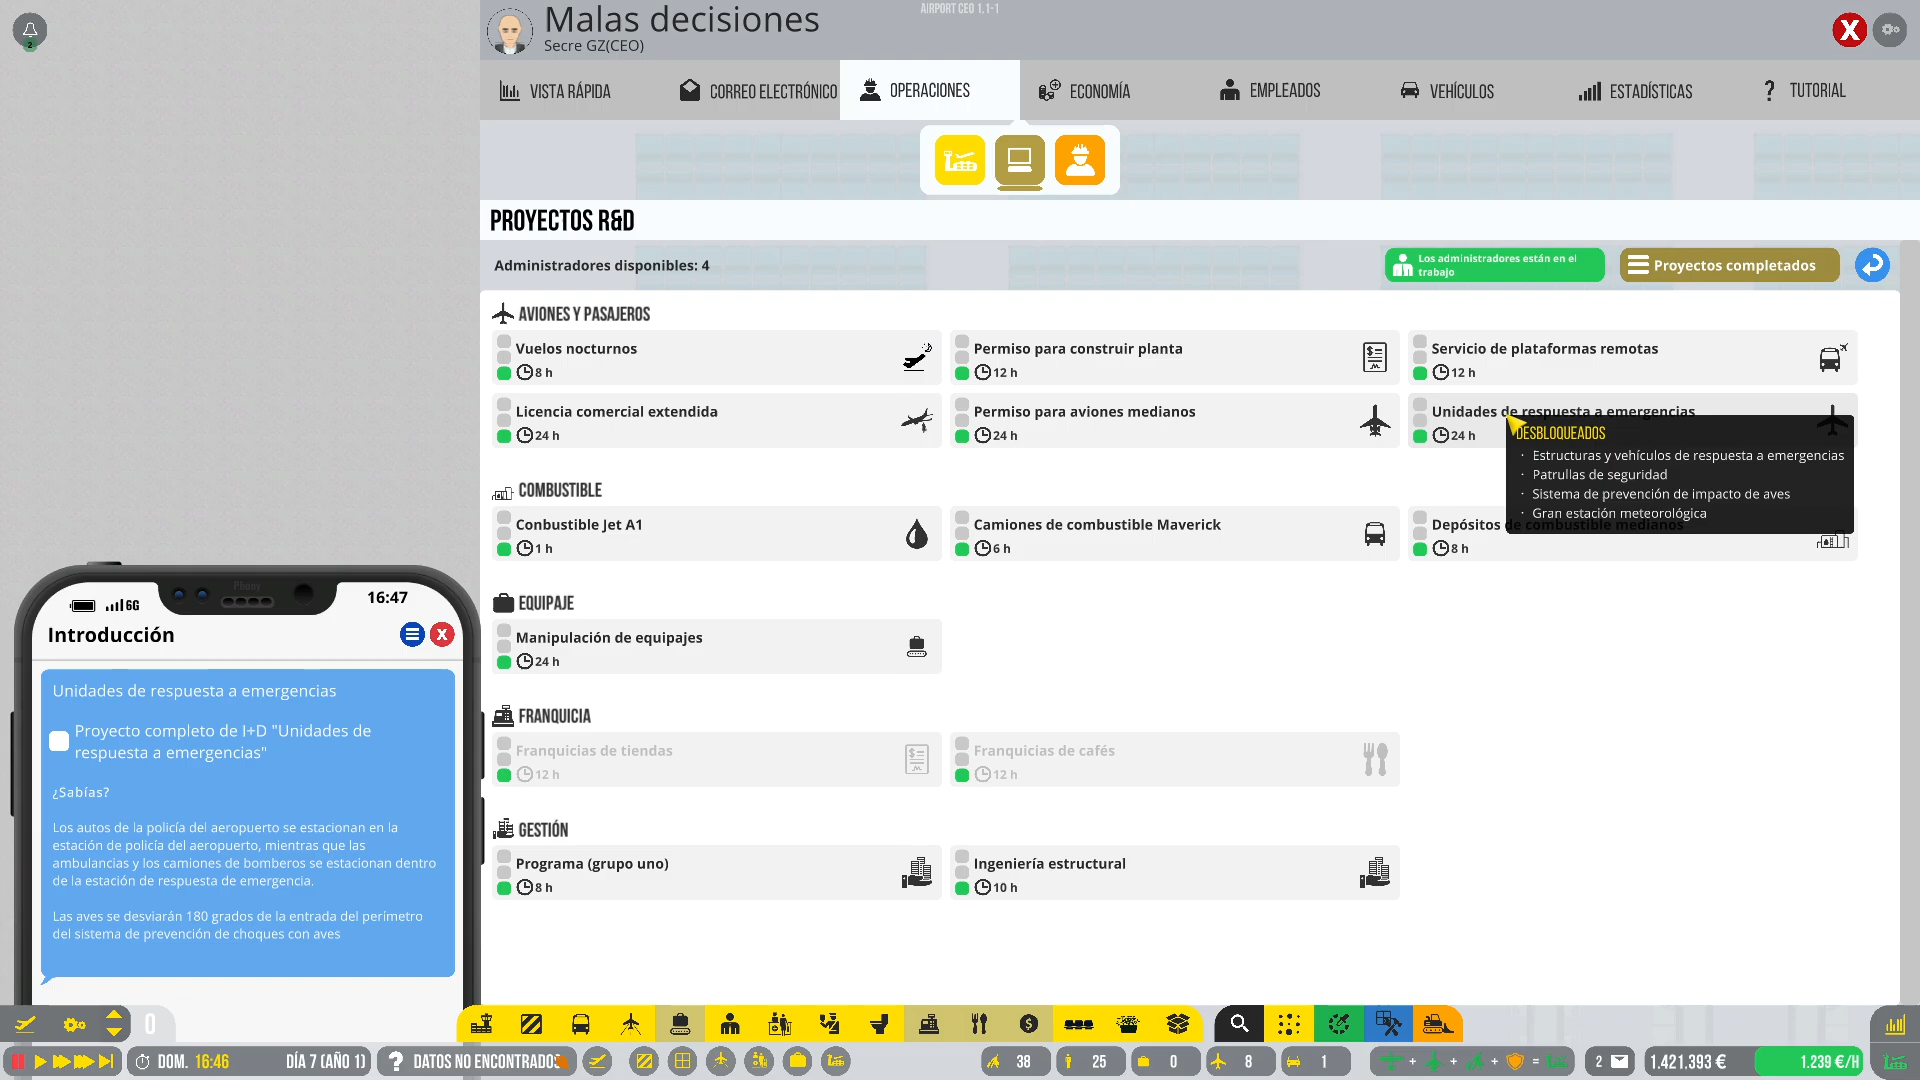 AIRPORT CEO 1.1-1
2
Malas decisiones
Secre GZ(CEO)
X
VISTA RÁPIDA
CORREO ELECTRÓNICO
OPERACIONES
ECONOMÍA
EMPLEADOS
VEHÍCULOS
ESTADÍSTICAS
? TUTORIAL
PROYECTOS R&D
Administradores disponibles: 4
Los administradores están en el
trabajo
Proyectos completados
AVIONES Y PASAJEROS
Vuelos nocturnos
8 h
Permiso para construir planta
12 h
Servicio de plataformas remotas
12 h
Licencia comercial extendida
24 h
Permiso para aviones medianos
24 h
Unidades de respuesta a emergencias
24 h
DESBLOQUEADOS
· Estructuras y vehículos de respuesta a emergencias
· Patrullas de seguridad
· Sistema de prevención de impacto de aves
· Gran estación meteorológica
COMBUSTIBLE
Conbustible Jet A1
1 h
Camiones de combustible Maverick
6 h
Depósitos de combustible medianos
8 h
EQUIPAJE
Manipulación de equipajes
24 h
FRANQUICIA
Franquicias de tiendas
12 h
Franquicias de cafés
12 h
GESTIÓN
Programa (grupo uno)
8 h
Ingeniería estructural
10 h
Phony
6G
16:47
Introducción
X
Unidades de respuesta a emergencias
Proyecto completo de I+D "Unidades de
respuesta a emergencias"
¿Sabías?
Los autos de la policía del aeropuerto se estacionan en la
estación de policía del aeropuerto, mientras que las
ambulancias y los camiones de bomberos se estacionan dentro
de la estación de respuesta de emergencia.
Las aves se desviarán 180 grados de la entrada del perímetro
del sistema de prevención de choques con aves
0
DOM. 16:46
DÍA 7 (AÑO 1)
? DATOS NO ENCONTRADOS
38
25
0
8
1
+ + + =
2
1.421.393 €
1.239 €/H